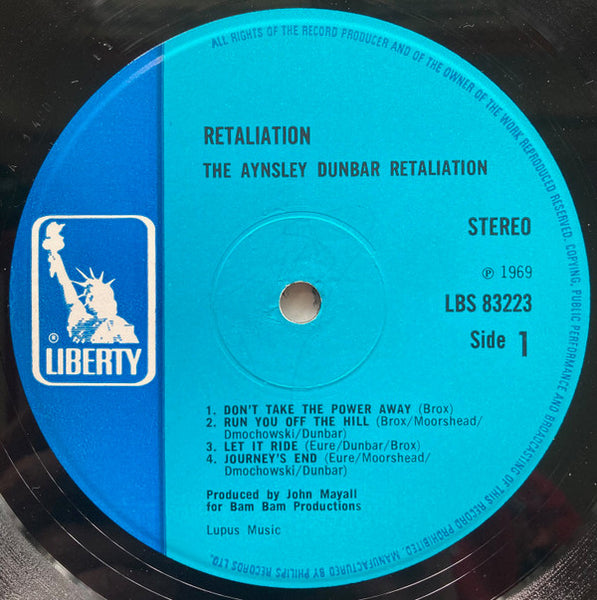 ALL RIGHTS OF THE RECORD PRODUCER AND OF THE OWNER OF THE WORK REPRODUCED RESERVED. COPYING, PUBLIC PERFORMANCE AND BROADCASTING OF THIS RECORD PROHIBITED. MANUFACTURED BY PHILIPS RECORDS LTD.
RETALIATION
THE AYNSLEY DUNBAR RETALIATION
STEREO
℗ 1969
LBS 83223
Side 1
®
LIBERTY
1. DON'T TAKE THE POWER AWAY (Brox)
2. RUN YOU OFF THE HILL (Brox/Moorshead/
Dmochowski/Dunbar)
3. LET IT RIDE (Eure/Dunbar/Brox)
4. JOURNEY'S END (Eure/Moorshead/
Dmochowski/Dunbar)
Produced by John Mayall
for Bam Bam Productions
Lupus Music